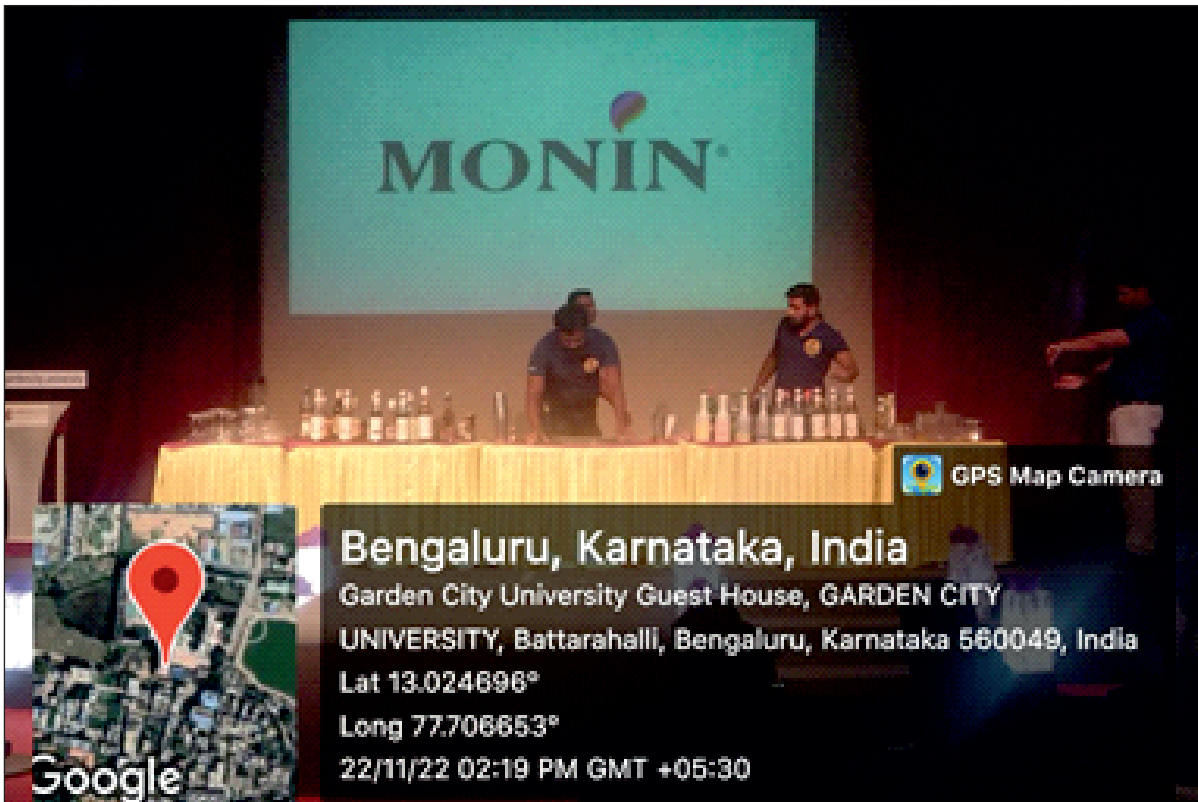 MONIN®
GPS Map Camera
Bengaluru, Karnataka, India
Garden City University Guest House, GARDEN CITY
UNIVERSITY, Battarahalli, Bengaluru, Karnataka 560049, India
Lat 13.024696°
Long 77.706653°
22/11/22 02:19 PM GMT +05:30
Google